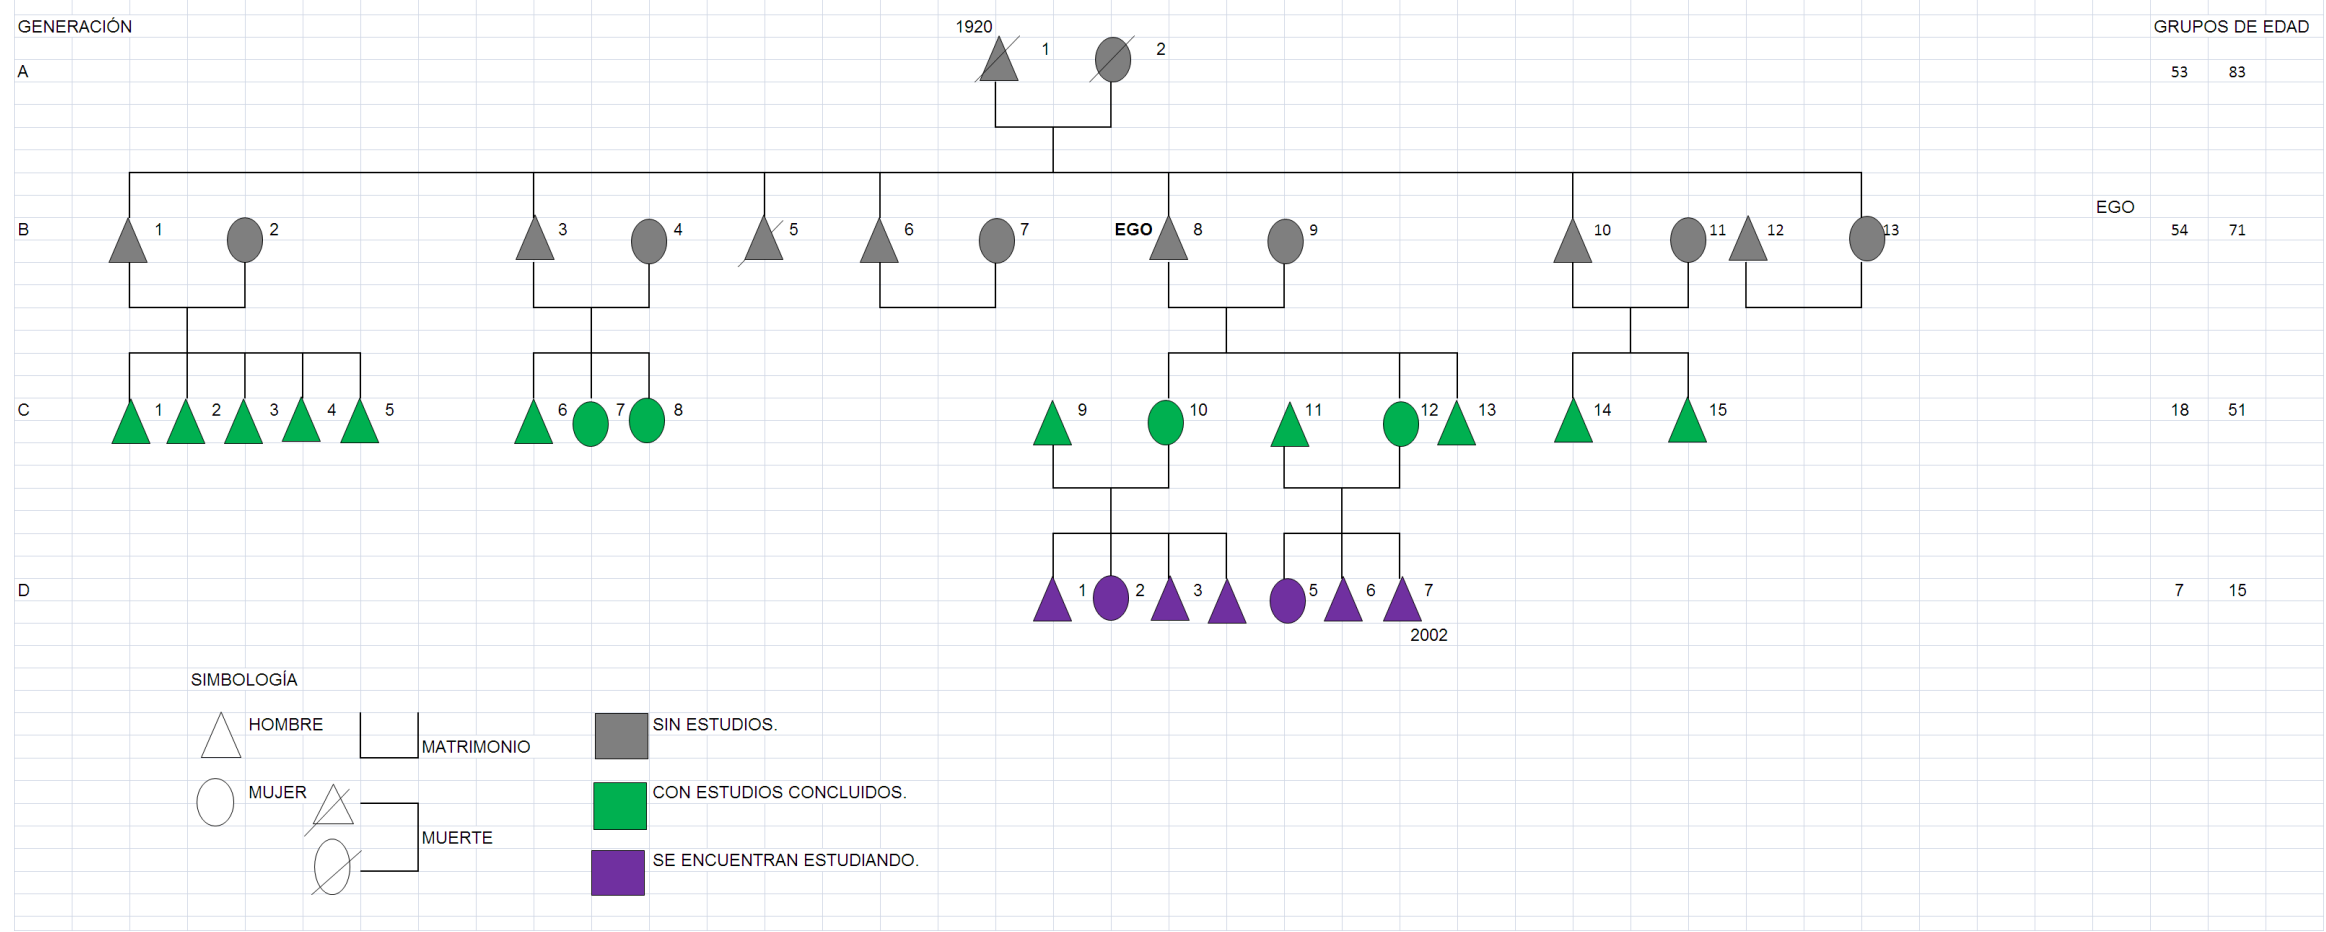 1920
GENERACIÓN GRUPOS DE EDAD
1 2
A 53 83
EGO
B 1 2 3 4 5 6 7 EGO 8 9 10 11 12 13 54 71
C 1 2 3 4 5 6 7 8 9 10 11 12 13 14 15 18 51
D 1 2 3 5 6 7 7 15
2002
SIMBOLOGÍA
HOMBRE
MATRIMONIO
SIN ESTUDIOS.
MUJER
MUERTE
CON ESTUDIOS CONCLUIDOS.
SE ENCUENTRAN ESTUDIANDO.